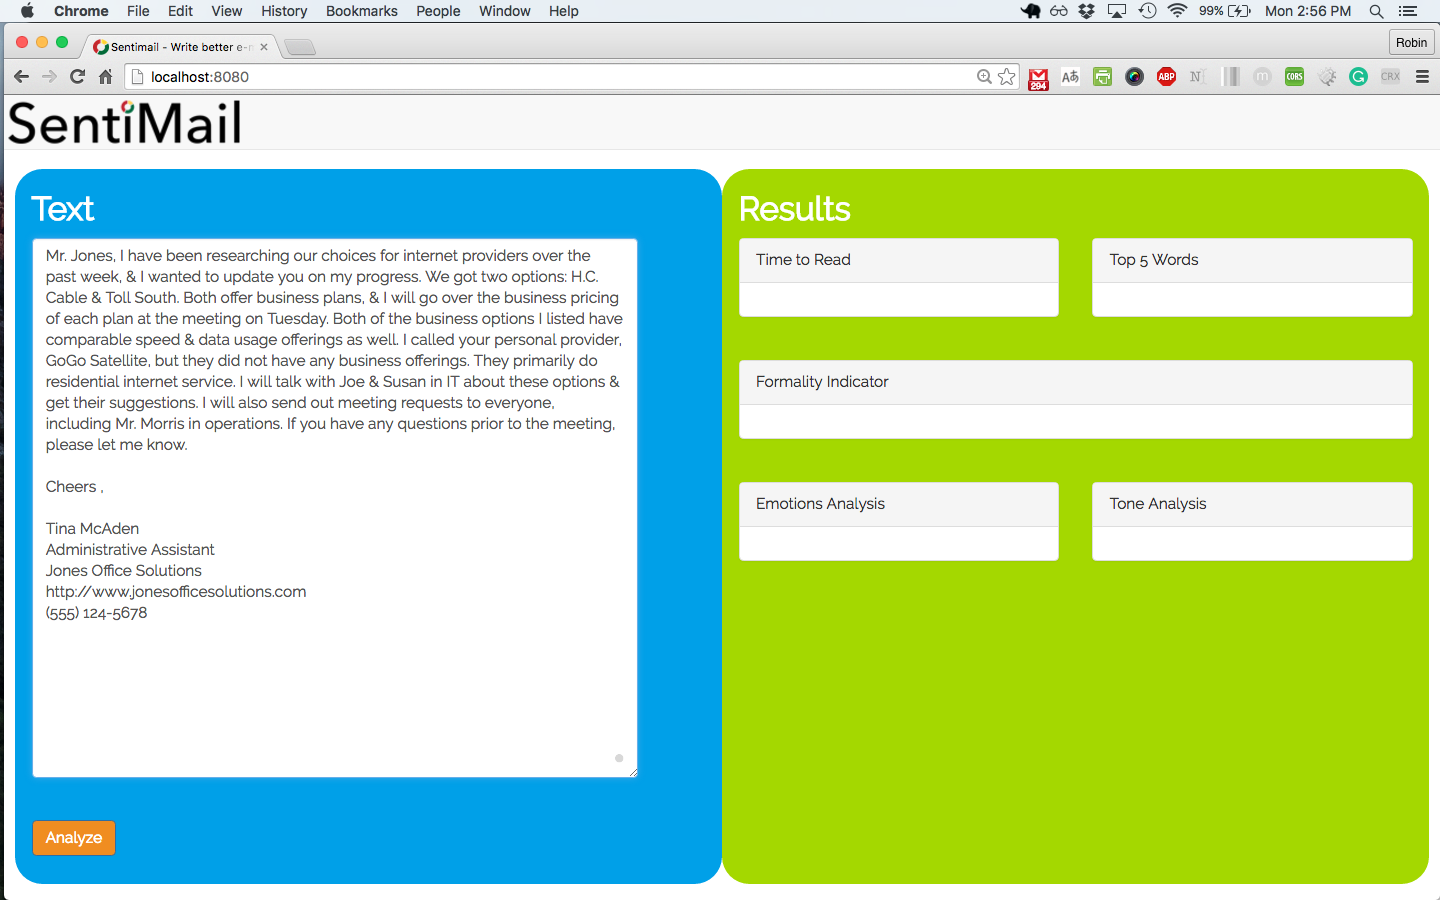 Chrome File Edit View History Bookmarks People Window Help 99% Mon 2:56 PM
Sentimail - Write better e-m
Robin
localhost:8080
294 Aあ ABP N m CORS G CRX
SentiMail
Text
Mr. Jones, I have been researching our choices for internet providers over the
past week, & I wanted to update you on my progress. We got two options: H.C.
Cable & Toll South. Both offer business plans, & I will go over the business pricing
of each plan at the meeting on Tuesday. Both of the business options I listed have
comparable speed & data usage offerings as well. I called your personal provider,
GoGo Satellite, but they did not have any business offerings. They primarily do
residential internet service. I will talk with Joe & Susan in IT about these options &
get their suggestions. I will also send out meeting requests to everyone,
including Mr. Morris in operations. If you have any questions prior to the meeting,
please let me know.
Cheers ,
Tina McAden
Administrative Assistant
Jones Office Solutions
http://www.jonesofficesolutions.com
(555) 124-5678
Analyze
Results
Time to Read
Top 5 Words
Formality Indicator
Emotions Analysis
Tone Analysis